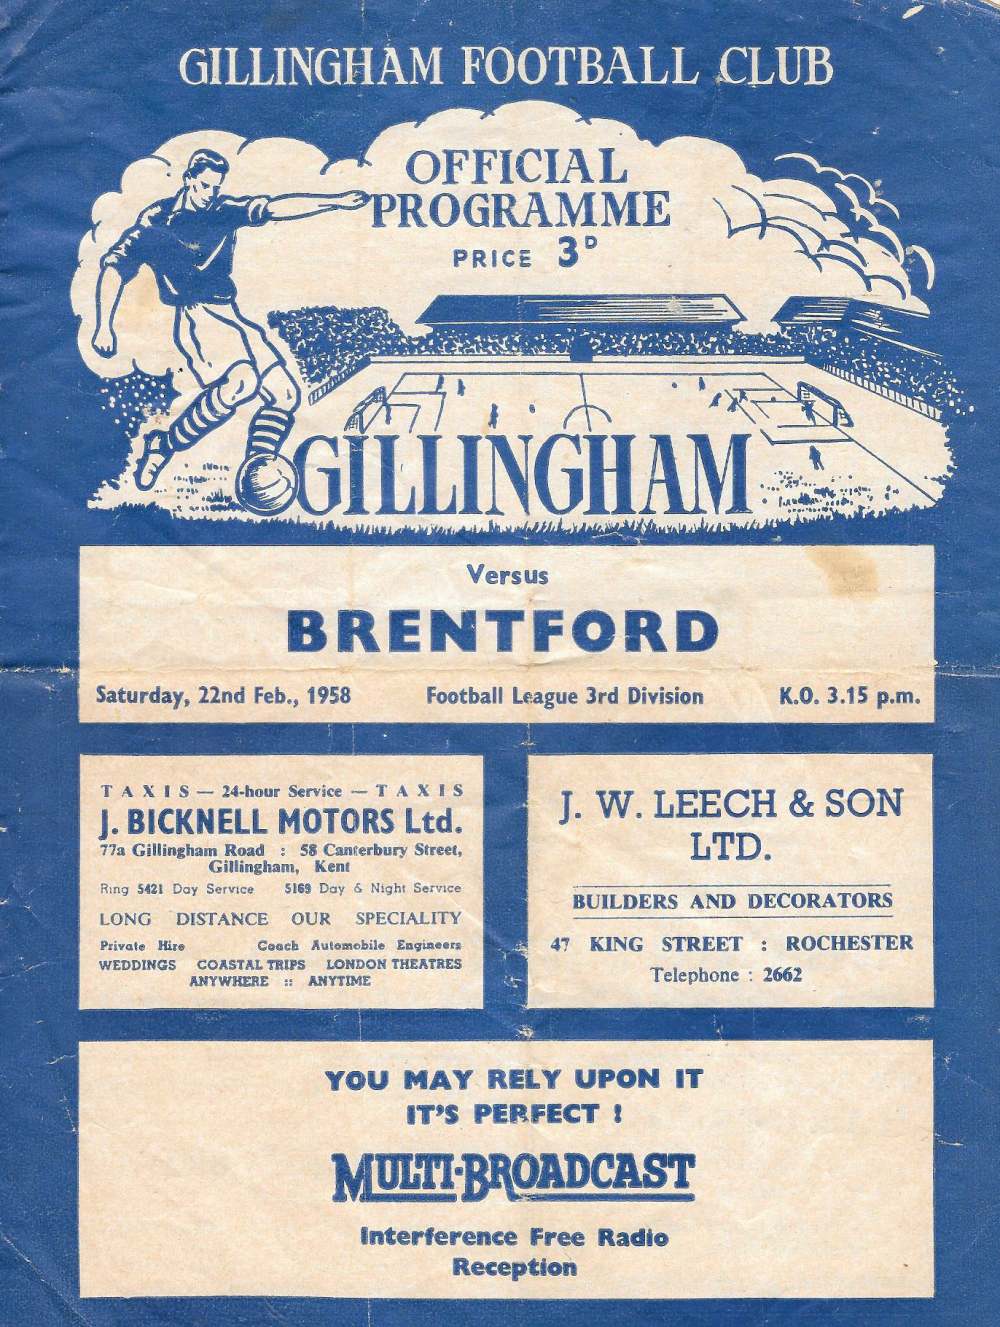 GILLINGHAM FOOTBALL CLUB
OFFICIAL
PROGRAMME
PRICE 3D
GILLINGHAM
Versus
BRENTFORD
Saturday, 22nd Feb., 1958 Football League 3rd Division K.O. 3.15 p.m.
TAXIS — 24-hour Service — TAXIS
J. BICKNELL MOTORS Ltd.
77a Gillingham Road : 58 Canterbury Street,
Gillingham, Kent
Ring 5421 Day Service 5169 Day & Night Service
LONG DISTANCE OUR SPECIALITY
Private Hire Coach Automobile Engineers
WEDDINGS COASTAL TRIPS LONDON THEATRES
ANYWHERE :: ANYTIME
J. W. LEECH & SON
LTD.
BUILDERS AND DECORATORS
47 KING STREET : ROCHESTER
Telephone : 2662
YOU MAY RELY UPON IT
IT'S PERFECT !
MULTI-BROADCAST
Interference Free Radio
Reception